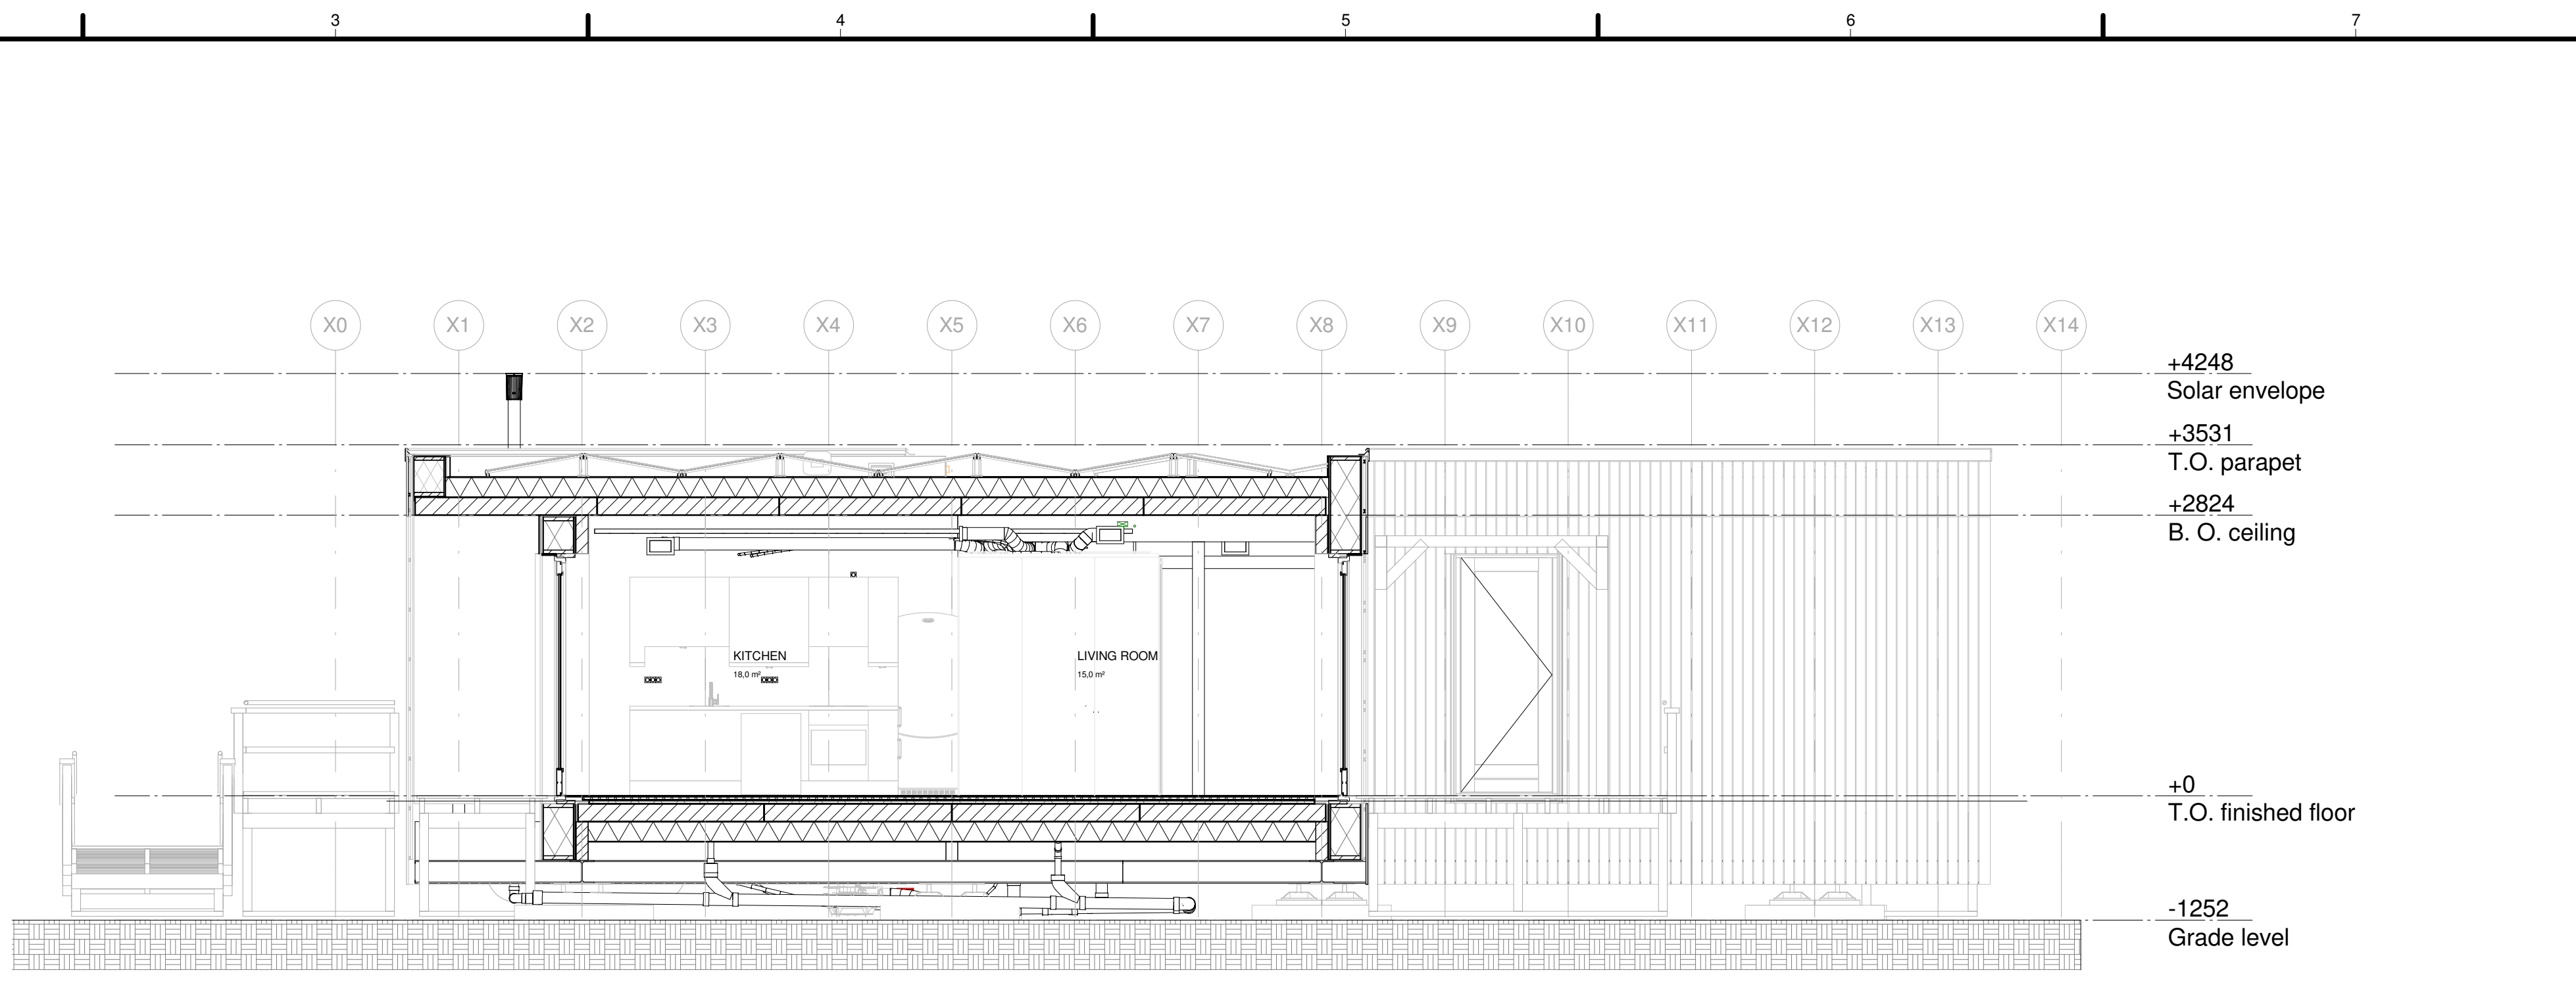 3 4 5 6 7
X0 X1 X2 X3 X4 X5 X6 X7 X8 X9 X10 X11 X12 X13 X14
+4248
Solar envelope
+3531
T.O. parapet
+2824
B. O. ceiling
KITCHEN
18,0 m²
LIVING ROOM
15,0 m²
+0
T.O. finished floor
-1252
Grade level